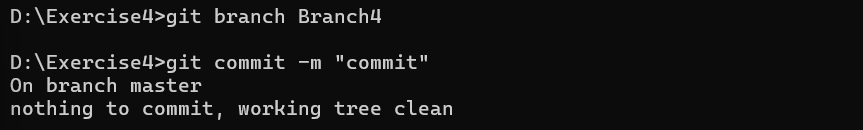 D:\Exercise4>git branch Branch4
D:\Exercise4>git commit -m "commit"
On branch master
nothing to commit, working tree clean